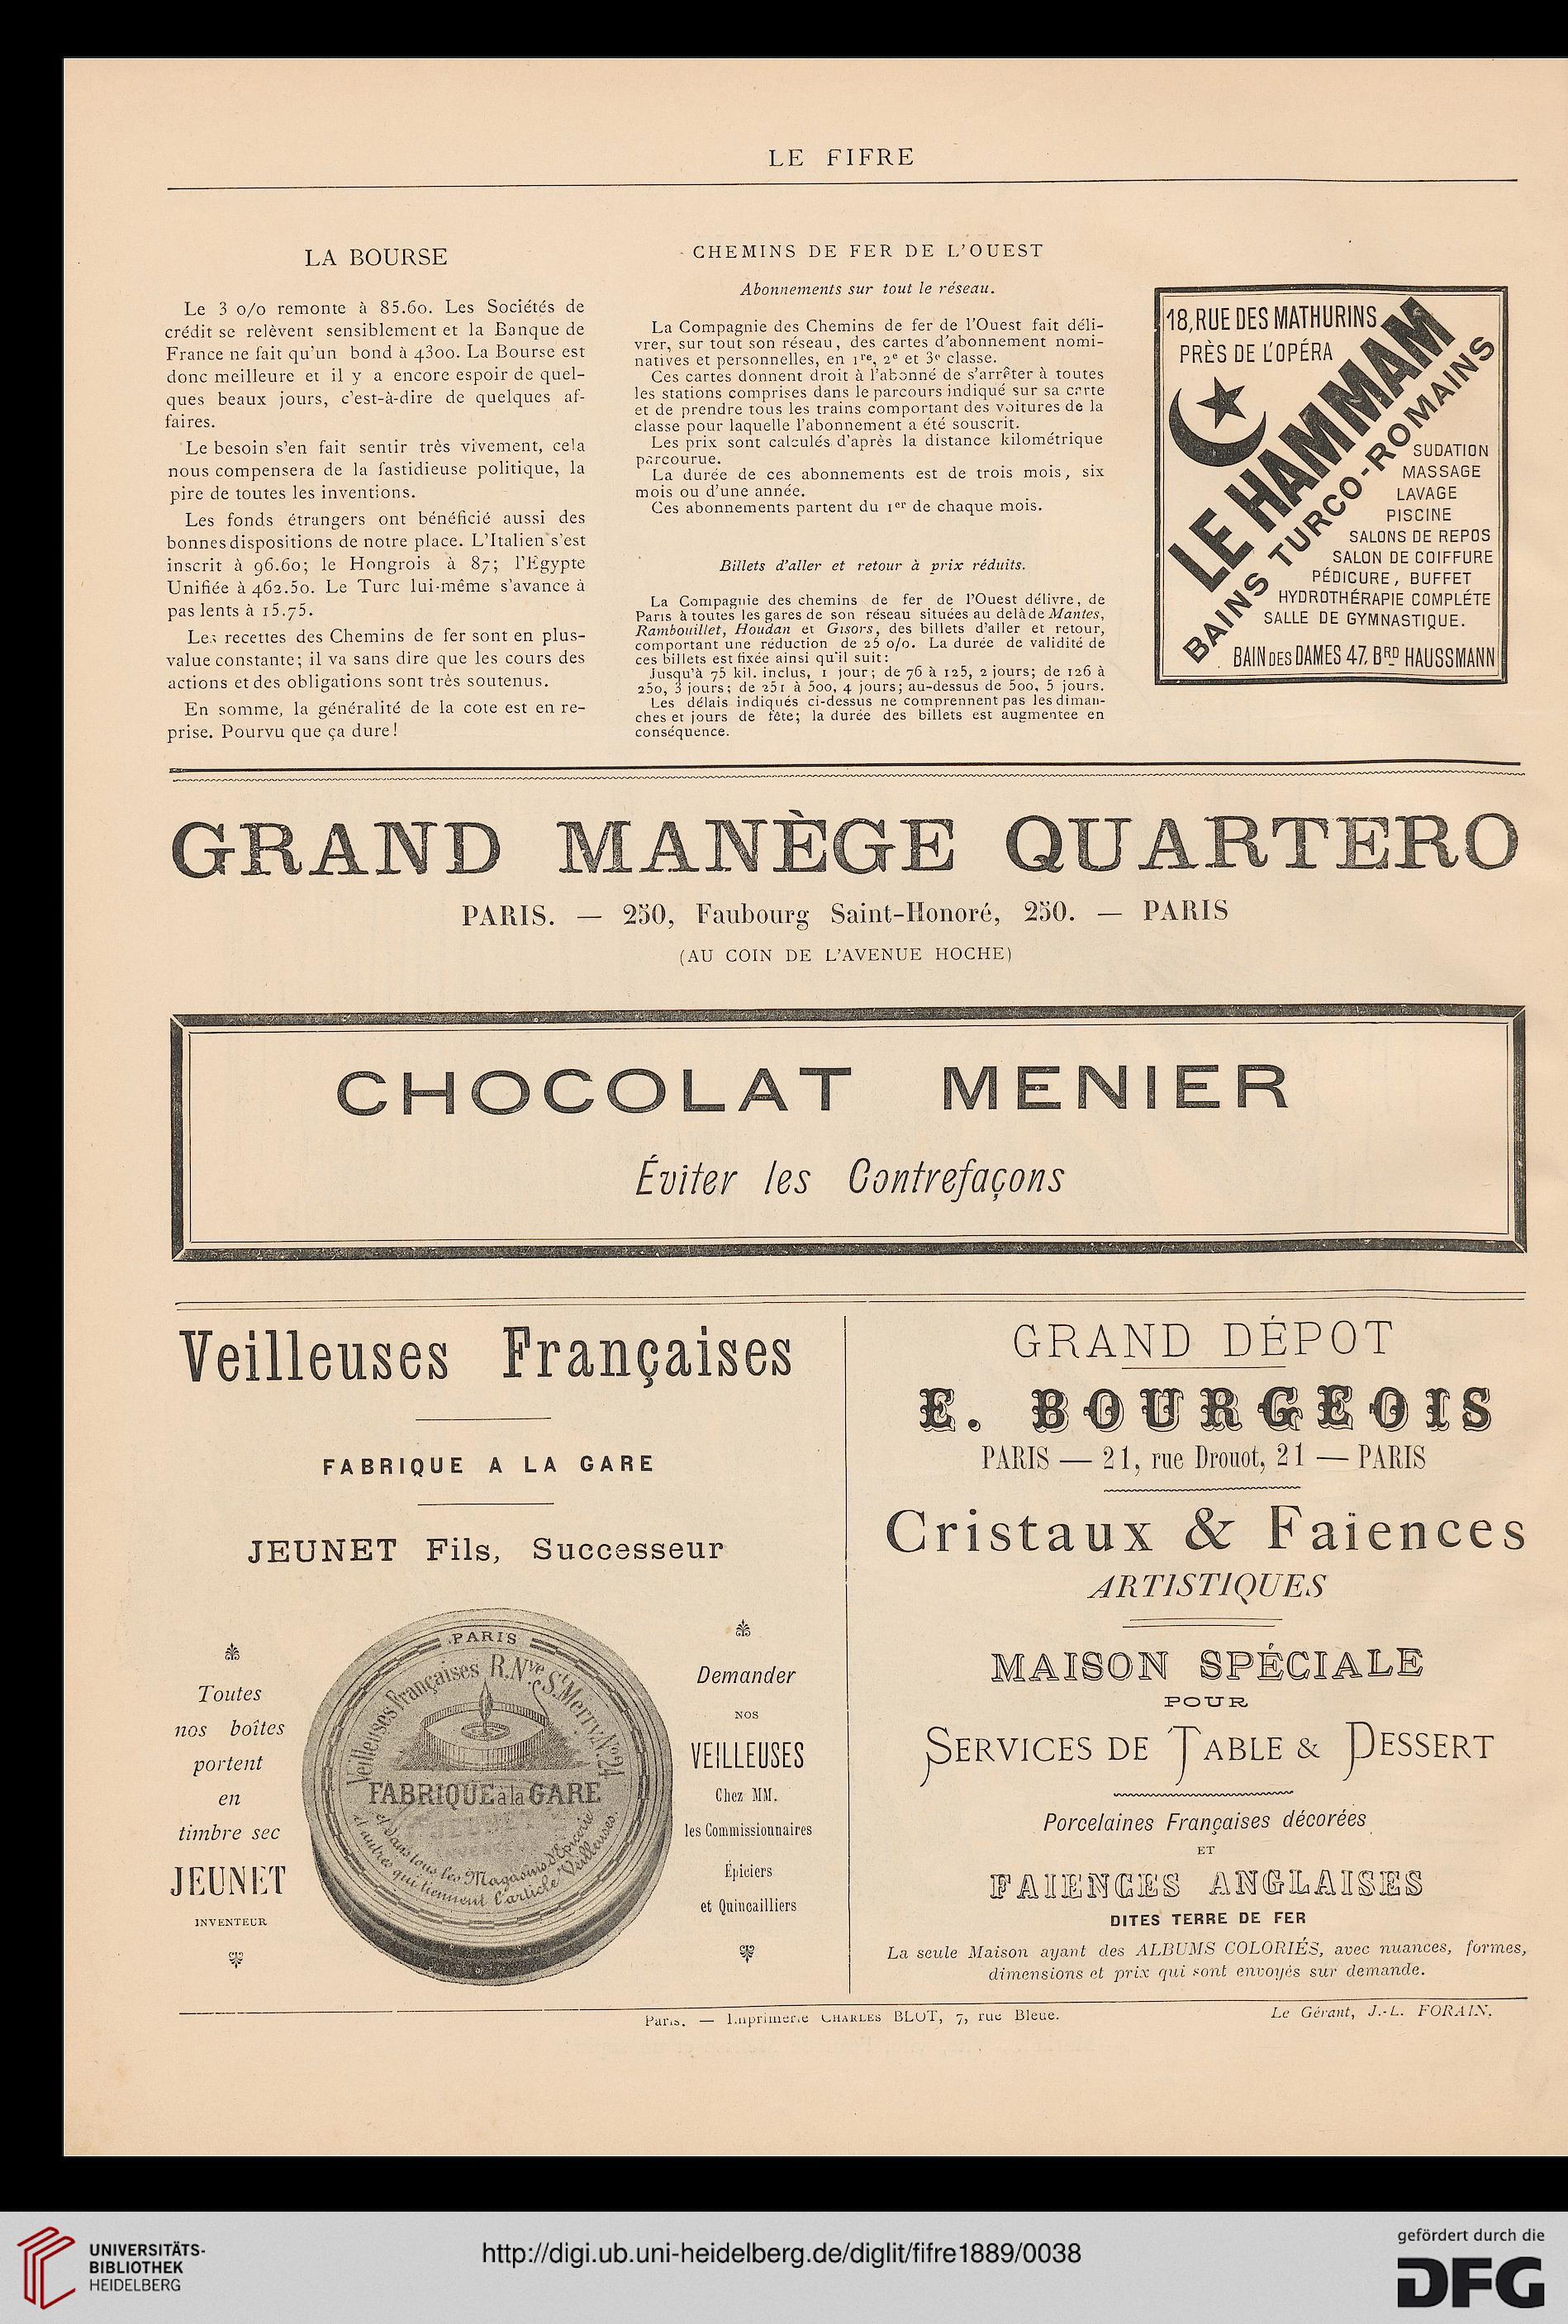 LE FIFRE
LA BOURSE
Le 3 o/o remonte à 85.60. Les Sociétés de
crédit se relèvent sensiblement et la Banque de
France ne fait qu'un bond à 4300. La Bourse est
donc meilleure et il y a encore espoir de quel-
ques beaux jours, c'est-à-dire de quelques af-
faires.
Le besoin s'en fait sentir très vivement, cela
nous compensera de la fastidieuse politique, la
pire de toutes les inventions.
Les fonds étrangers ont bénéficié aussi des
bonnes dispositions de notre place. L'Italien s'est
inscrit à 96.60; le Hongrois à 87; l'Égypte
Unifiée à 462.50. Le Turc lui-même s'avance à
pas lents à 15.75.
Les recettes des Chemins de fer sont en plus-
value constante; il va sans dire que les cours des
actions et des obligations sont très soutenus.
En somme, la généralité de la cote est en re-
prise. Pourvu que ça dure!
CHEMINS DE FER DE L'OUEST
Abonnements sur tout le réseau.
La Compagnie des Chemins de fer de l'Ouest fait déli-
vrer, sur tout son réseau, des cartes d'abonnement nomi-
natives et personnelles, en 1re, 2e et 3e classe.
Ces cartes donnent droit à l'abonné de s'arrêter à toutes
les stations comprises dans le parcours indiqué sur sa carte
et de prendre tous les trains comportant des voitures de la
classe pour laquelle l'abonnement a été souscrit.
Les prix sont calculés d'après la distance kilométrique
parcourue.
La durée de ces abonnements est de trois mois, six
mois ou d'une année.
Ces abonnements partent du 1er de chaque mois.
Billets d'aller et retour à prix réduits.
La Compagnie des chemins de fer de l'Ouest délivre, de
Paris à toutes les gares de son réseau situées au delà de Mantes,
Rambouillet, Houdan et Gisors, des billets d'aller et retour,
comportant une réduction de 25 o/o. La durée de validité de
ces billets est fixée ainsi qu'il suit:
Jusqu'à 75 kil. inclus, 1 jour; de 76 à 125, 2 jours; de 126 à
250, 3 jours; de 251 à 500, 4 jours; au-dessus de 500, 5 jours.
Les délais indiqués ci-dessus ne comprennent pas les diman-
ches et jours de fête; la durée des billets est augmentée en
conséquence.
18, RUE DES MATHURINS
PRÈS DE L'OPÉRA
LE HAMMAM
BAINS TURCO-ROMAINS
SUDATION
MASSAGE
LAVAGE
PISCINE
SALONS DE REPOS
SALON DE COIFFURE
PÉDICURE, BUFFET
HYDROTHÉRAPIE COMPLÉTE
SALLE DE GYMNASTIQUE.
BAIN DES DAMES 47, BRD HAUSSMANN
GRAND MANÈGE QUARTERO
PARIS. — 250, Faubourg Saint-Honoré, 250. — PARIS
(AU COIN DE L'AVENUE HOCHE)
CHOCOLAT MENIER
Éviter les Contrefaçons
Veilleuses Françaises
FABRIQUE A LA GARE
JEUNET Fils, Successeur
Toutes
nos boîtes
portent
en
timbre sec
JEUNET
INVENTEUR
PARIS
Veilleuses Françaises R. Nve St Merry. No 24
FABRIQUE à la GARE
JEUNET
INVENTEUR
et dans tous les Magasins d'Epicerie
et autres qui tiennent l'article Veilleuses.
Demander
NOS
VEILLEUSES
Chez MM.
les Commissionnaires
Épiciers
et Quincailliers
GRAND DÉPOT
E. BOURGEOIS
PARIS — 21, rue Drouot, 21 — PARIS
Cristaux & Faïences
ARTISTIQUES
MAISON SPÉCIALE
POUR
SERVICES DE TABLE & DESSERT
Porcelaines Françaises décorées
ET
FAIENCES ANGLAISES
DITES TERRE DE FER
La seule Maison ayant des ALBUMS COLORIÉS, avec nuances, formes,
dimensions et prix qui sont envoyés sur demande.
Paris. — Imprimerie CHARLES BLOT, 7, rue Bleue.
Le Gérant, J.-L. FORAIN.
UNIVERSITÄTS-
BIBLIOTHEK
HEIDELBERG
http://digi.ub.uni-heidelberg.de/diglit/fifre1889/0038
gefördert durch die
DFG